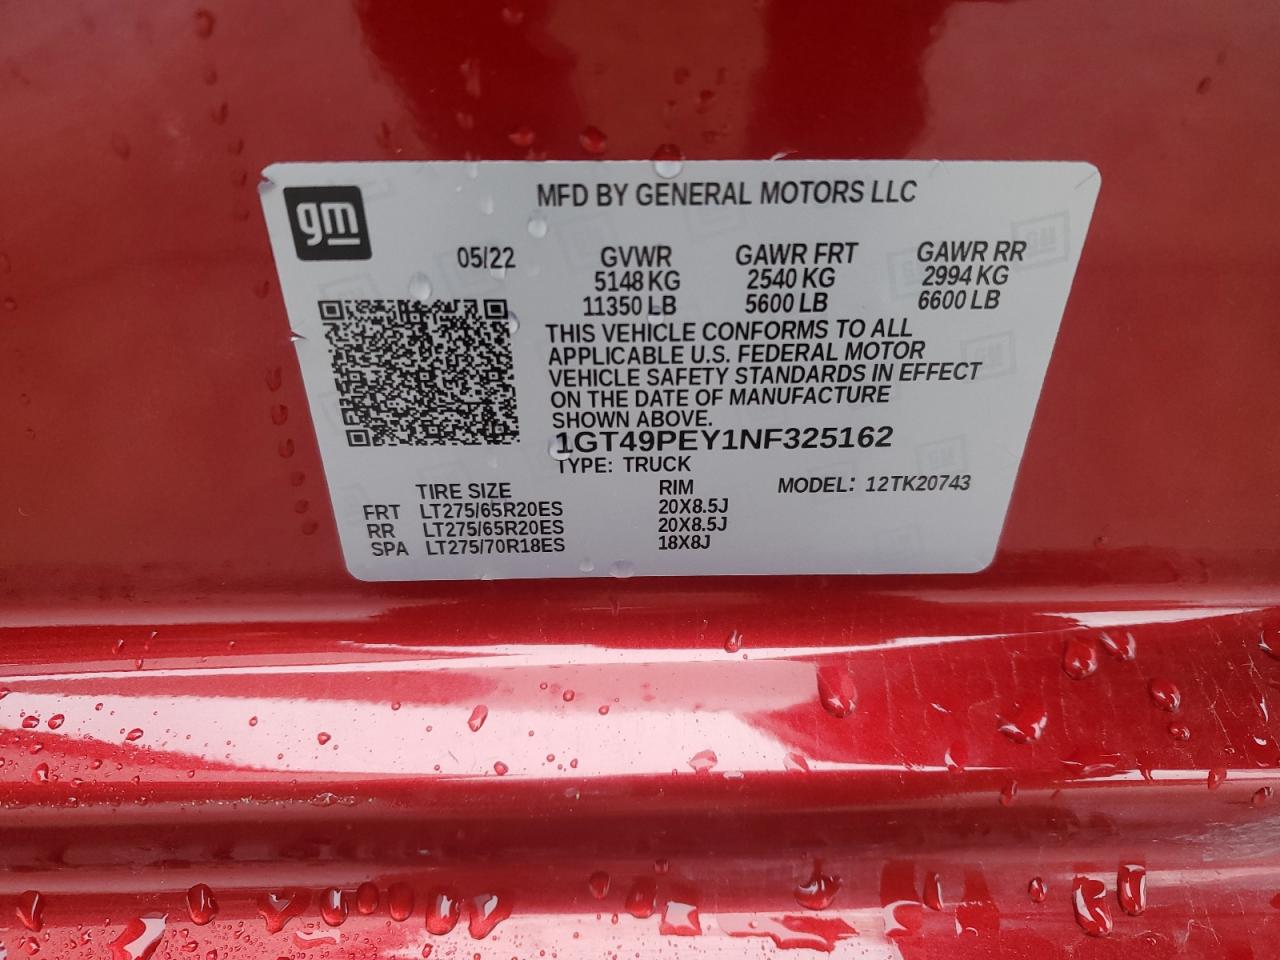 gm
MFD BY GENERAL MOTORS LLC
05/22 GVWR GAWR FRT GAWR RR
5148 KG 2540 KG 2994 KG
11350 LB 5600 LB 6600 LB
THIS VEHICLE CONFORMS TO ALL
APPLICABLE U.S. FEDERAL MOTOR
VEHICLE SAFETY STANDARDS IN EFFECT
ON THE DATE OF MANUFACTURE
SHOWN ABOVE.
1GT49PEY1NF325162
TYPE: TRUCK
MODEL: 12TK20743
TIRE SIZE RIM
FRT LT275/65R20ES 20X8.5J
RR LT275/65R20ES 20X8.5J
SPA LT275/70R18ES 18X8J